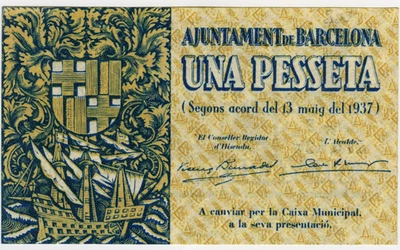 AJUNTAMENT DE BARCELONA
UNA PESSETA
(Segons acord del 13 maig del 1937)
El Conseller Regidor
d'Hisenda,
L'Alcalde,
A canviar per la Caixa Municipal,
a la seva presentació.